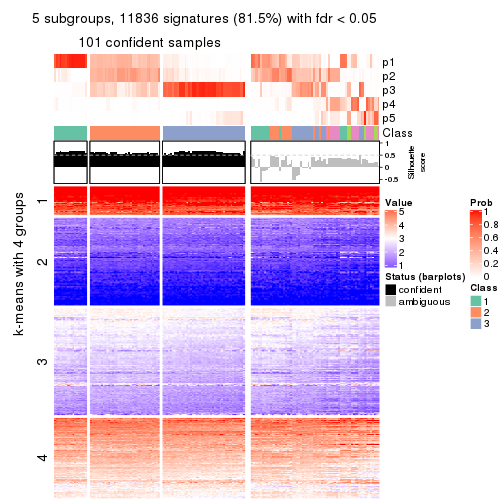 5 subgroups, 11836 signatures (81.5%) with fdr < 0.05
101 confident samples
p1
p2
p3
p4
p5
Class
1
0.5
0
-0.5
Silhouette
score
k-means with 4 groups
1
2
3
4
Value
5
4
3
2
1
Status (barplots)
confident
ambiguous
Prob
1
0.8
0.6
0.4
0.2
0
Class
1
2
3